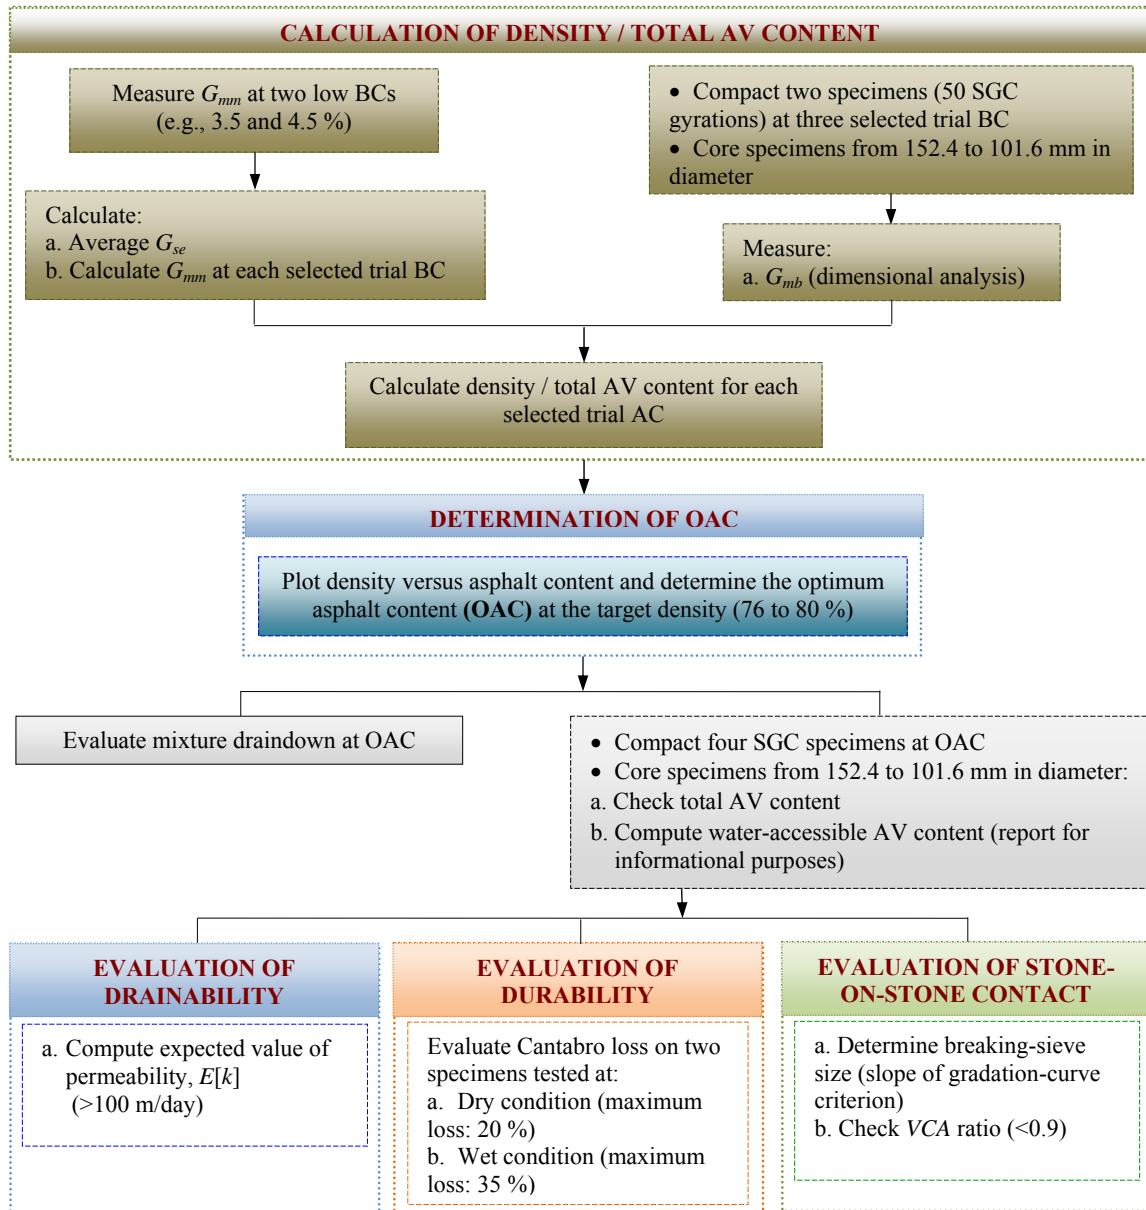 CALCULATION OF DENSITY / TOTAL AV CONTENT
Measure Gmm at two low BCs
(e.g., 3.5 and 4.5 %)
• Compact two specimens (50 SGC
gyrations) at three selected trial BC
• Core specimens from 152.4 to 101.6 mm in
diameter
Calculate:
a. Average Gse
b. Calculate Gmm at each selected trial BC
Measure:
a. Gmb (dimensional analysis)
Calculate density / total AV content for each
selected trial AC
DETERMINATION OF OAC
Plot density versus asphalt content and determine the optimum
asphalt content (OAC) at the target density (76 to 80 %)
Evaluate mixture draindown at OAC
• Compact four SGC specimens at OAC
• Core specimens from 152.4 to 101.6 mm in diameter:
a. Check total AV content
b. Compute water-accessible AV content (report for
informational purposes)
EVALUATION OF
DRAINABILITY
a. Compute expected value of
permeability, E[k]
(>100 m/day)
EVALUATION OF
DURABILITY
Evaluate Cantabro loss on two
specimens tested at:
a. Dry condition (maximum
loss: 20 %)
b. Wet condition (maximum
loss: 35 %)
EVALUATION OF STONE-
ON-STONE CONTACT
a. Determine breaking-sieve
size (slope of gradation-curve
criterion)
b. Check VCA ratio (<0.9)